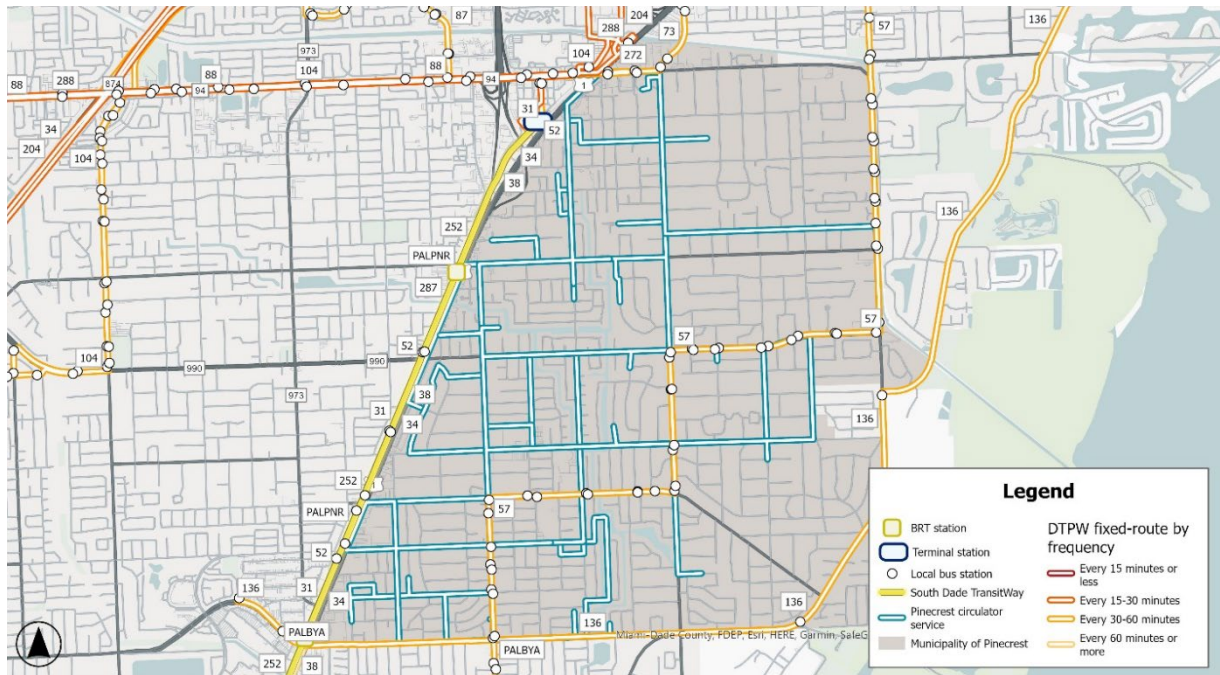 87
288
204
136
57
973
104
73
88
288
88
104
88
272
874
94
94
1
34
31
52
204
104
34
38
136
252
136
PALPNR
287
57
57
52
104
990
990
38
973
136
31
34
252
1
PALPNR
57
52
31
136
34
136
PALBYA
136
252
38
PALBYA
Miami-Dade County, FDEP, Esri, HERE, Garmin, SafeG
Legend
BRT station
Terminal station
Local bus station
South Dade TransitWay
Pinecrest circulator
service
Municipality of Pinecrest
DTPW fixed-route by
frequency
Every 15 minutes or
less
Every 15-30 minutes
Every 30-60 minutes
Every 60 minutes or
more